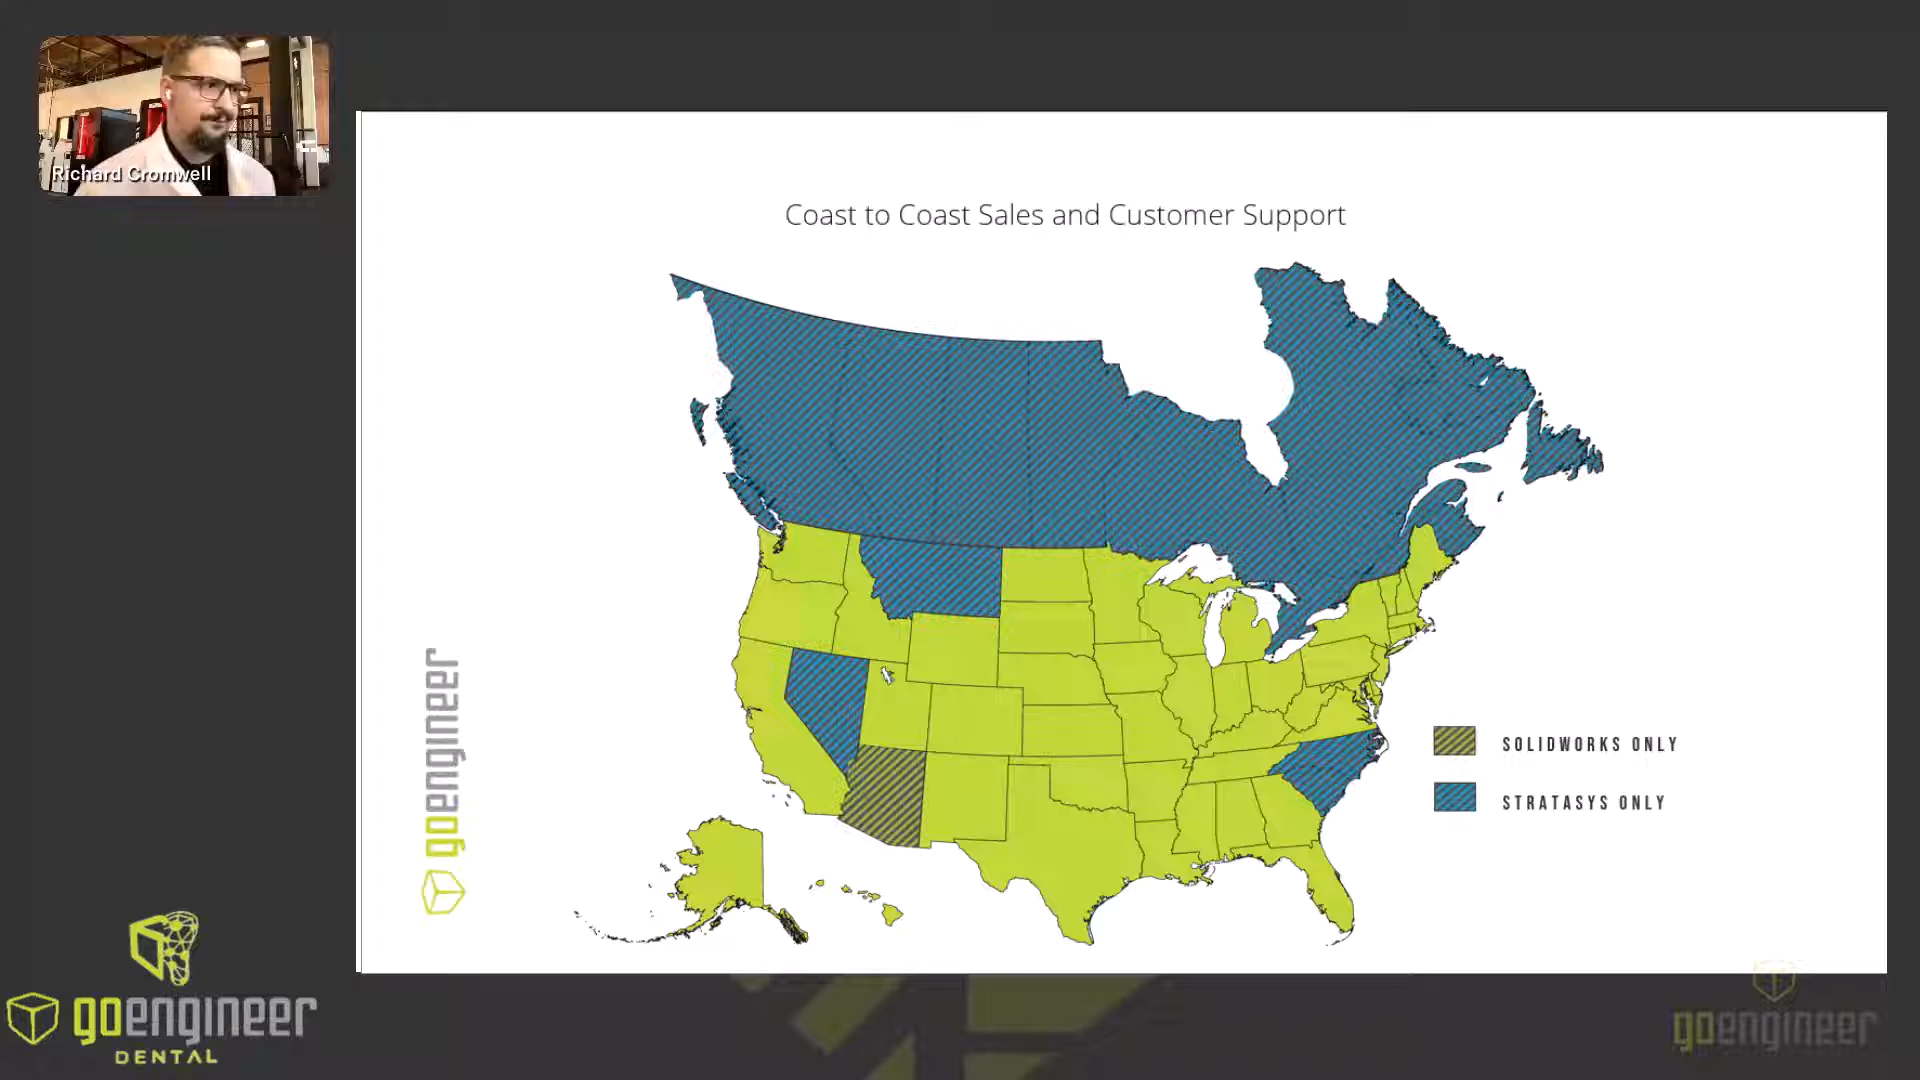 Richard Cromwell
Coast to Coast Sales and Customer Support
goengineer
SOLIDWORKS ONLY
STRATASYS ONLY
goengineer
DENTAL
goengineer